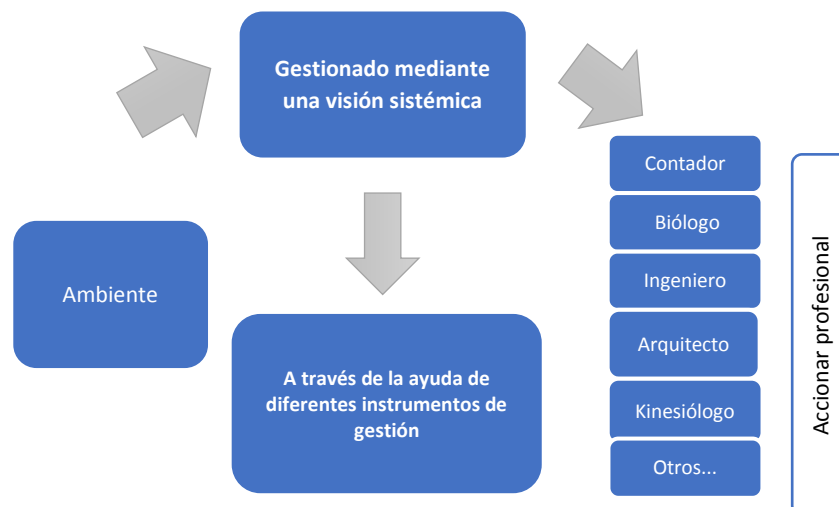 Gestionado mediante
una visión sistémica
Ambiente
A través de la ayuda de
diferentes instrumentos de
gestión
Contador
Biólogo
Ingeniero
Arquitecto
Kinesiólogo
Otros...
Accionar profesional